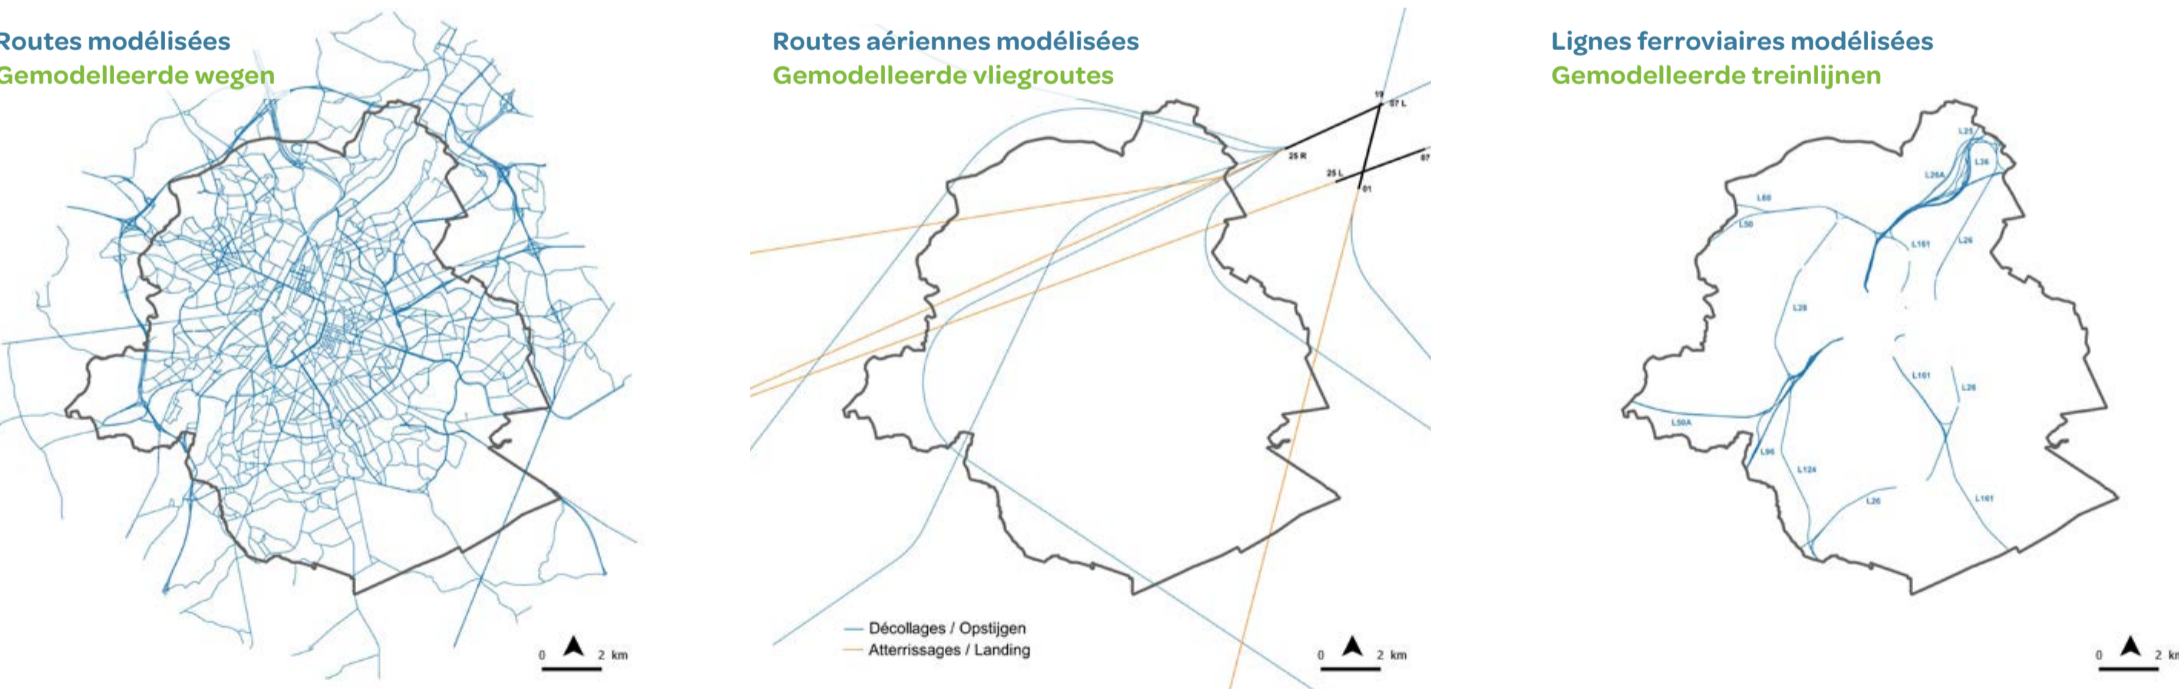 Routes modélisées
Gemodelleerde wegen
0 2 km
Routes aériennes modélisées
Gemodelleerde vliegroutes
19
07 L
25 R
07
25 L
01
Décollages / Opstijgen
Atterrissages / Landing
0 2 km
Lignes ferroviaires modélisées
Gemodelleerde treinlijnen
L25
L36
L26A
L60
L50
L161
L26
L28
L161
L26
L50A
L96
L124
L26
L161
0 2 km